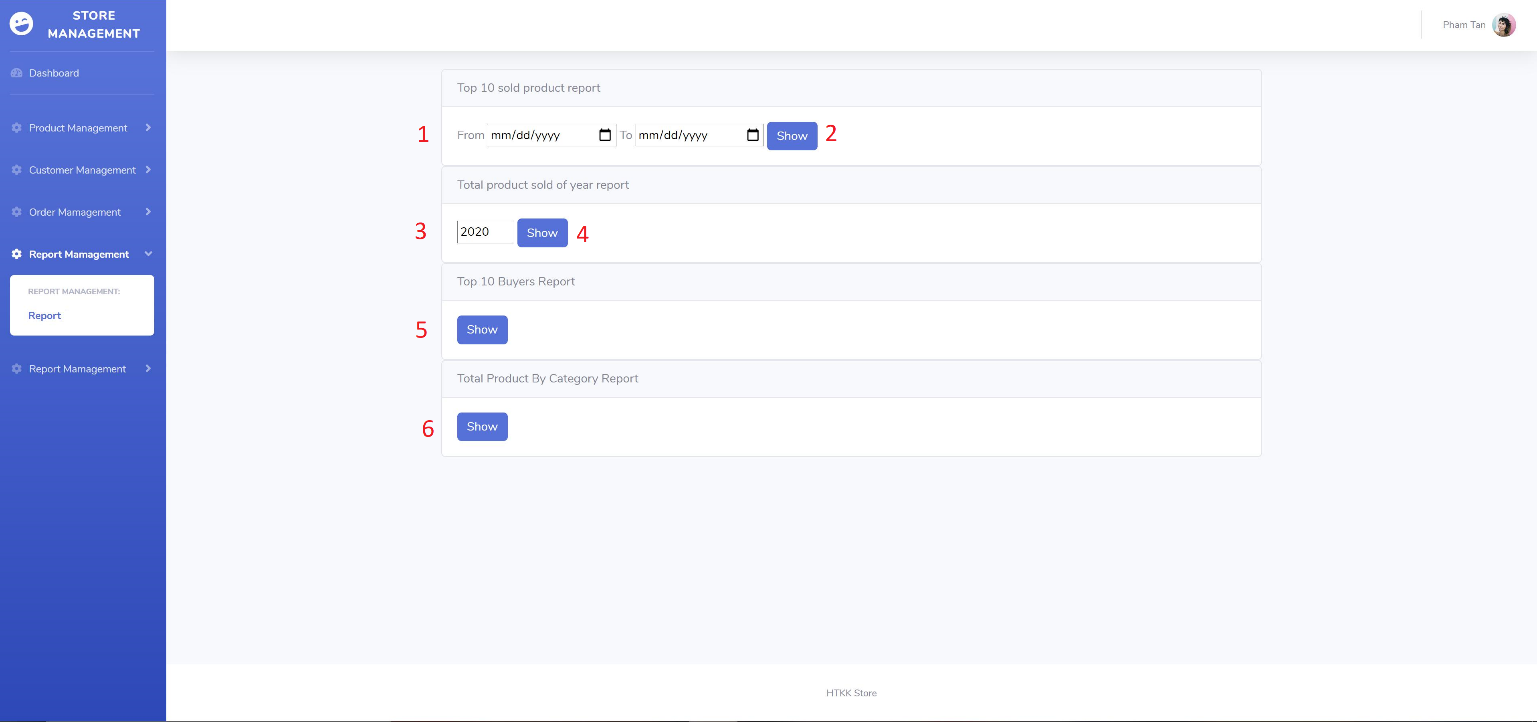 STORE
MANAGEMENT
Pham Tan
Dashboard
Product Management
Customer Management
Order Mamagement
Report Mamagement
REPORT MANAGEMENT:
Report
Report Mamagement
Top 10 sold product report
1 From mm/dd/yyyy To mm/dd/yyyy Show 2
Total product sold of year report
3 2020 Show 4
Top 10 Buyers Report
5 Show
Total Product By Category Report
6 Show
HTKK Store